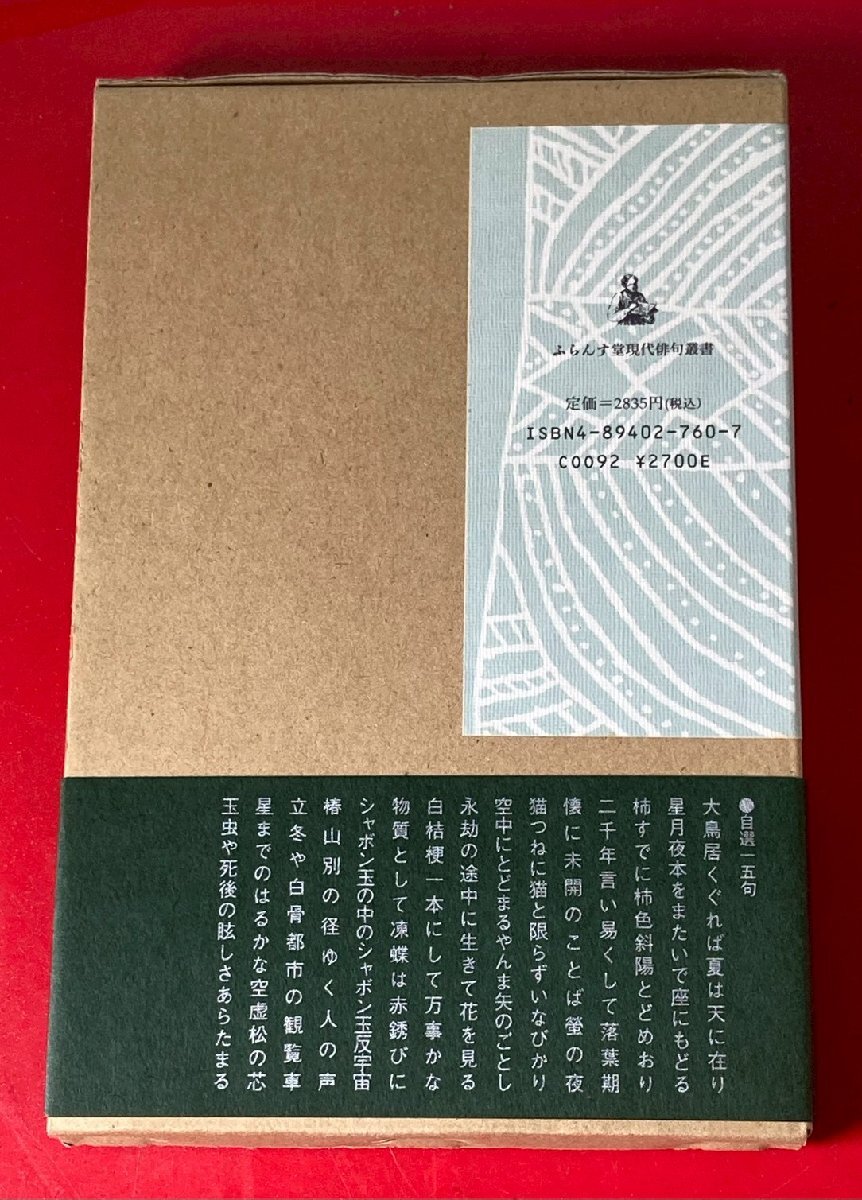 ふらんす堂現代俳句叢書
定価=2835円(税込)
ISBN4-89402-760-7
C0092 ¥2700E
自選一五句
大鳥居くぐれば夏は天に在り
星月夜本をまたいで座にもどる
柿すでに柿色斜陽とどめおり
二千年言い易くして落葉期
懐に未開のことば螢の夜
猫つねに猫と限らずいなびかり
空中にとどまるやんま矢のごとし
永劫の途中に生きて花を見る
白桔梗一本にして万事かな
物質として凍蝶は赤錆びに
シャボン玉の中のシャボン玉反宇宙
椿山別の径ゆく人の声
立冬や白骨都市の観覧車
星までのはるかな空虚松の芯
玉虫や死後の眩しさあらたまる